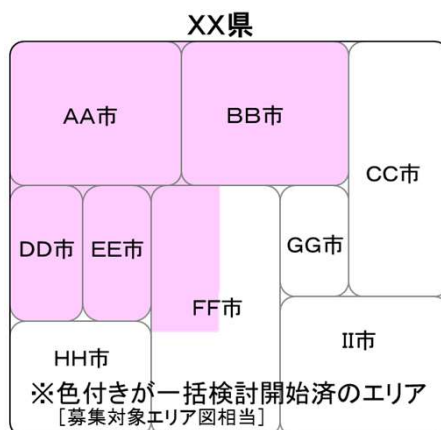 XX県
AA市
BB市
CC市
DD市
EE市
GG市
FF市
II市
HH市
※色付きが一括検討開始済のエリア
[募集対象エリア図相当]